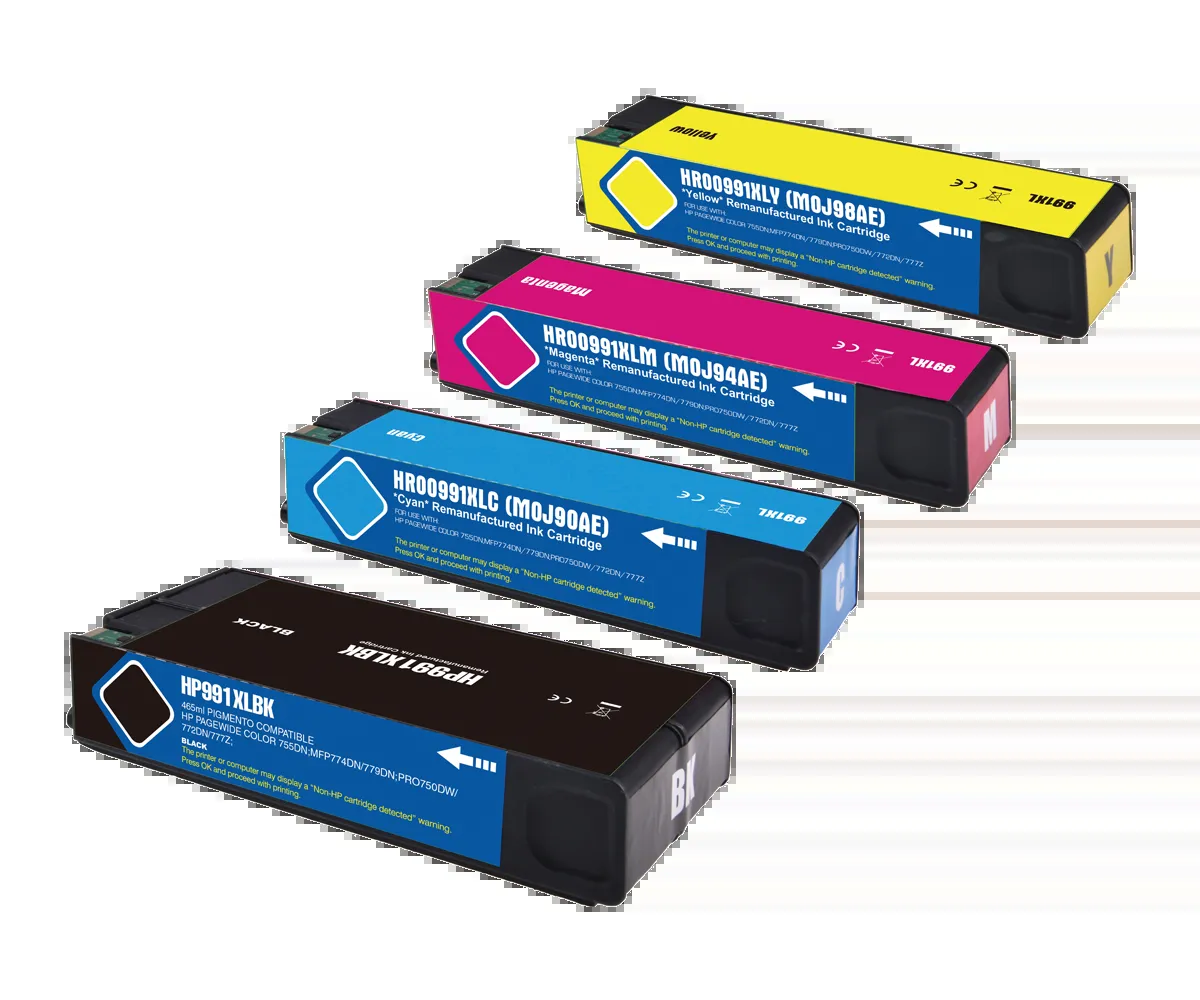 Yellow
991XL
HR00991XLY (M0J98AE)
*Yellow* Remanufactured Ink Cartridge
FOR USE WITH:
HP PAGEWIDE COLOR 755DN,MFP774DN/779DN,PRO750DW/772DN/777Z
The printer or computer may display a "Non-HP cartridge detected" warning.
Press OK and proceed with printing.
Y
Magenta
991XL
HR00991XLM (M0J94AE)
*Magenta* Remanufactured Ink Cartridge
FOR USE WITH:
HP PAGEWIDE COLOR 755DN,MFP774DN/779DN,PRO750DW/772DN/777Z
The printer or computer may display a "Non-HP cartridge detected" warning.
Press OK and proceed with printing.
M
Cyan
991XL
HR00991XLC (M0J90AE)
*Cyan* Remanufactured Ink Cartridge
FOR USE WITH:
HP PAGEWIDE COLOR 755DN,MFP774DN/779DN,PRO750DW/772DN/777Z
The printer or computer may display a "Non-HP cartridge detected" warning.
Press OK and proceed with printing.
C
BLACK
HP991XLBK
Remanufactured Ink Cartridge
HP991XLBK
465ml PIGMENTO COMPATIBLE
HP PAGEWIDE COLOR 755DN;MFP774DN/779DN;PRO750DW/
772DN/777Z;
BLACK
The printer or computer may display a "Non-HP cartridge detected" warning.
Press OK and proceed with printing.
BK